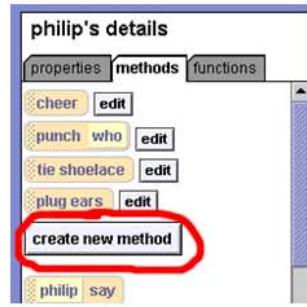 philip's details
properties methods functions
cheer edit
punch who edit
tie shoelace edit
plug ears edit
create new method
philip say